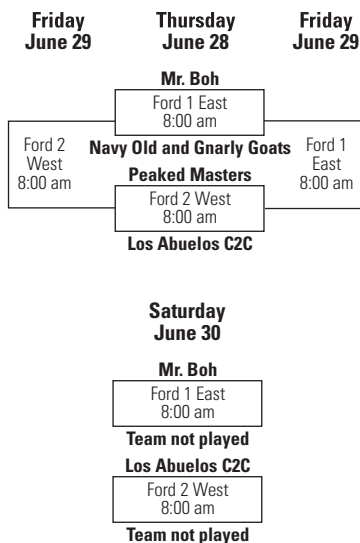 Friday
June 29
Thursday
June 28
Friday
June 29
Mr. Boh
Ford 1 East
8:00 am
Navy Old and Gnarly Goats
Ford 2
West
8:00 am
Ford 1
East
8:00 am
Peaked Masters
Ford 2 West
8:00 am
Los Abuelos C2C
Saturday
June 30
Mr. Boh
Ford 1 East
8:00 am
Team not played
Los Abuelos C2C
Ford 2 West
8:00 am
Team not played